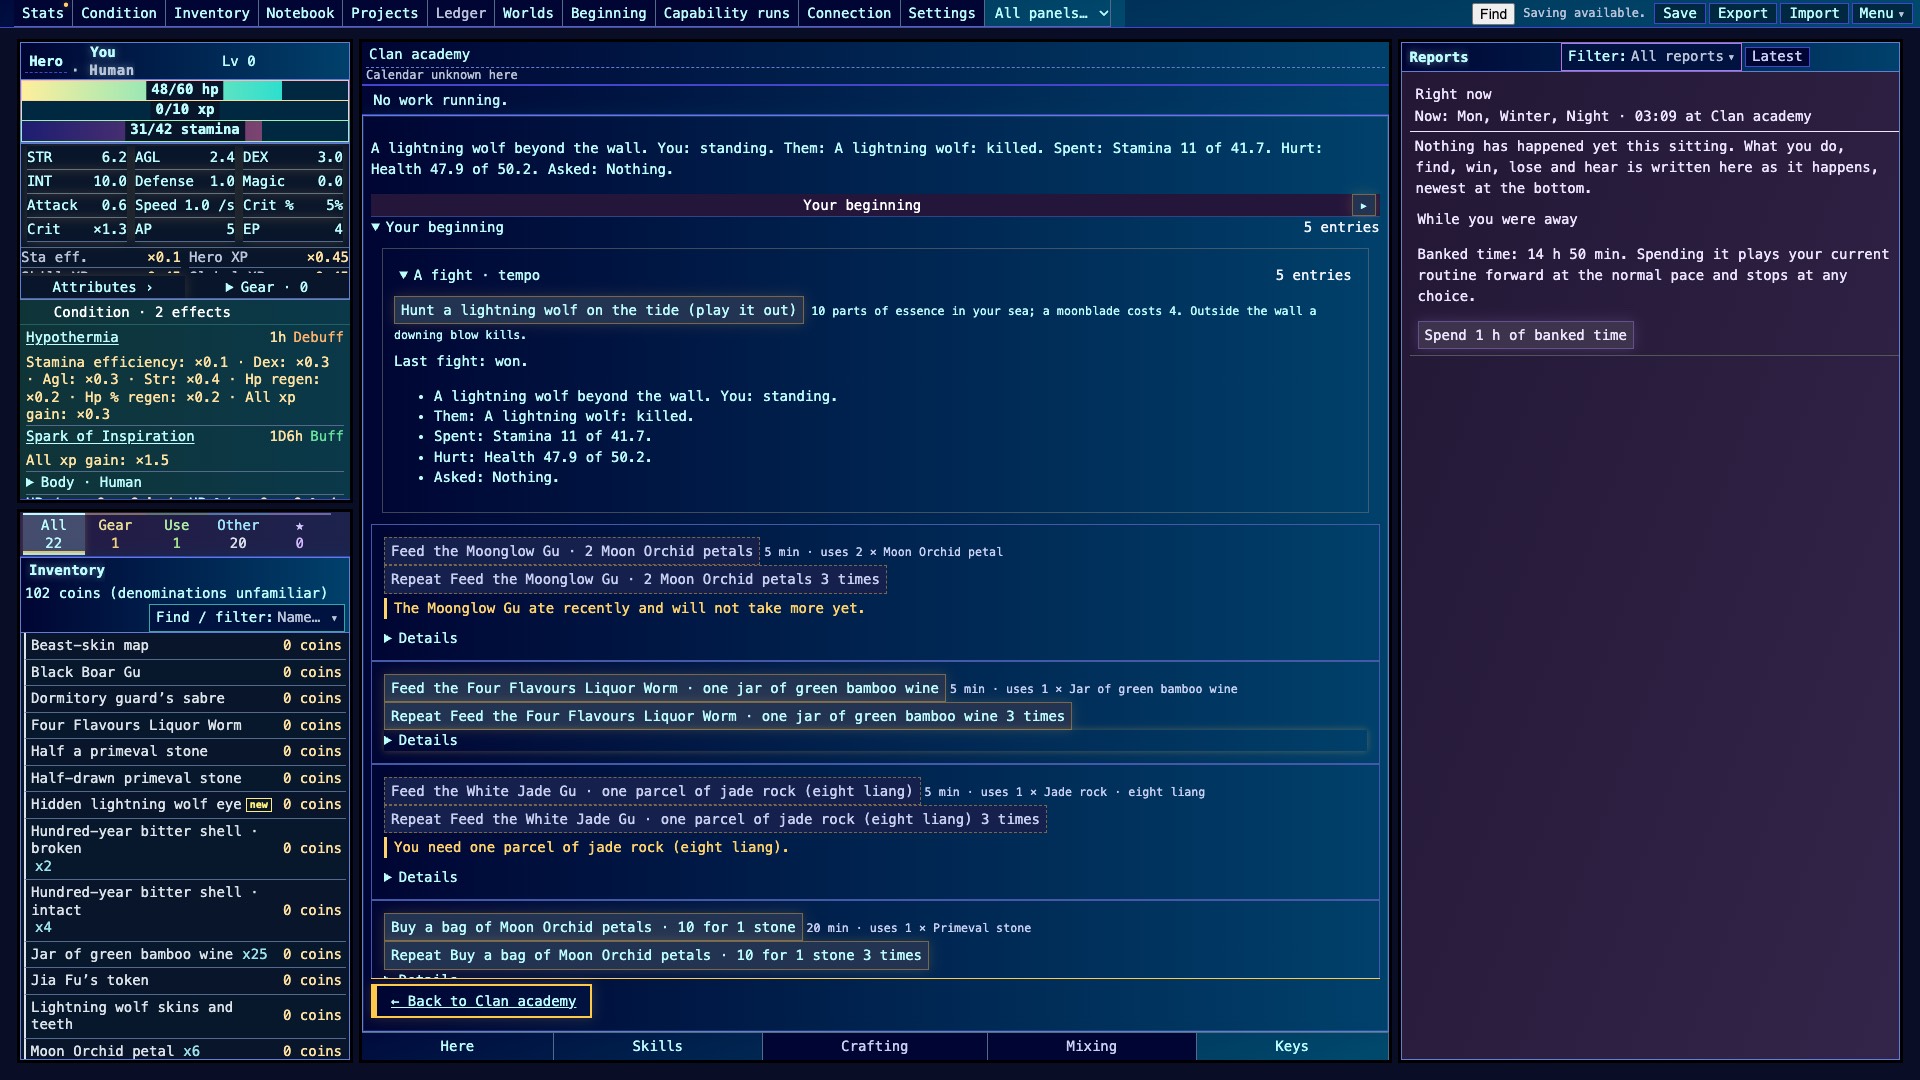 Stats Condition Inventory Notebook Projects Ledger Worlds Beginning Capability runs Connection Settings All panels… Find Saving available. Save Export Import Menu ▾
Hero · You Human Lv 0
48/60 hp
0/10 xp
31/42 stamina
STR 6.2 AGL 2.4 DEX 3.0
INT 10.0 Defense 1.0 Magic 0.0
Attack 0.6 Speed 1.0 /s Crit % 5%
Crit ×1.3 AP 5 EP 4
Sta eff. ×0.1 Hero XP ×0.45
Attributes › ▶ Gear · 0
Condition · 2 effects
Hypothermia 1h Debuff
Stamina efficiency: ×0.1 · Dex: ×0.3
· Agl: ×0.3 · Str: ×0.4 · Hp regen:
×0.2 · Hp % regen: ×0.2 · All xp
gain: ×0.3
Spark of Inspiration 1D6h Buff
All xp gain: ×1.5
▶ Body · Human
All Gear Use Other ★
22 1 1 20 0
Inventory
102 coins (denominations unfamiliar)
Find / filter: Name… ▾
Beast-skin map 0 coins
Black Boar Gu 0 coins
Dormitory guard’s sabre 0 coins
Four Flavours Liquor Worm 0 coins
Half a primeval stone 0 coins
Half-drawn primeval stone 0 coins
Hidden lightning wolf eye new 0 coins
Hundred-year bitter shell ·
broken 0 coins
x2
Hundred-year bitter shell ·
intact 0 coins
x4
Jar of green bamboo wine x25 0 coins
Jia Fu’s token 0 coins
Lightning wolf skins and
teeth 0 coins
Moon Orchid petal x6 0 coins
Clan academy
Calendar unknown here
No work running.
A lightning wolf beyond the wall. You: standing. Them: A lightning wolf: killed. Spent: Stamina 11 of 41.7. Hurt:
Health 47.9 of 50.2. Asked: Nothing.
Your beginning ▸
▼ Your beginning 5 entries
▼ A fight · tempo 5 entries
Hunt a lightning wolf on the tide (play it out) 10 parts of essence in your sea; a moonblade costs 4. Outside the wall a
downing blow kills.
Last fight: won.
• A lightning wolf beyond the wall. You: standing.
• Them: A lightning wolf: killed.
• Spent: Stamina 11 of 41.7.
• Hurt: Health 47.9 of 50.2.
• Asked: Nothing.
Feed the Moonglow Gu · 2 Moon Orchid petals 5 min · uses 2 × Moon Orchid petal
Repeat Feed the Moonglow Gu · 2 Moon Orchid petals 3 times
The Moonglow Gu ate recently and will not take more yet.
▶ Details
Feed the Four Flavours Liquor Worm · one jar of green bamboo wine 5 min · uses 1 × Jar of green bamboo wine
Repeat Feed the Four Flavours Liquor Worm · one jar of green bamboo wine 3 times
▶ Details
Feed the White Jade Gu · one parcel of jade rock (eight liang) 5 min · uses 1 × Jade rock · eight liang
Repeat Feed the White Jade Gu · one parcel of jade rock (eight liang) 3 times
You need one parcel of jade rock (eight liang).
▶ Details
Buy a bag of Moon Orchid petals · 10 for 1 stone 20 min · uses 1 × Primeval stone
Repeat Buy a bag of Moon Orchid petals · 10 for 1 stone 3 times
← Back to Clan academy
Here Skills Crafting Mixing Keys
Reports Filter: All reports ▾ Latest
Right now
Now: Mon, Winter, Night · 03:09 at Clan academy
Nothing has happened yet this sitting. What you do,
find, win, lose and hear is written here as it happens,
newest at the bottom.
While you were away
Banked time: 14 h 50 min. Spending it plays your current
routine forward at the normal pace and stops at any
choice.
Spend 1 h of banked time